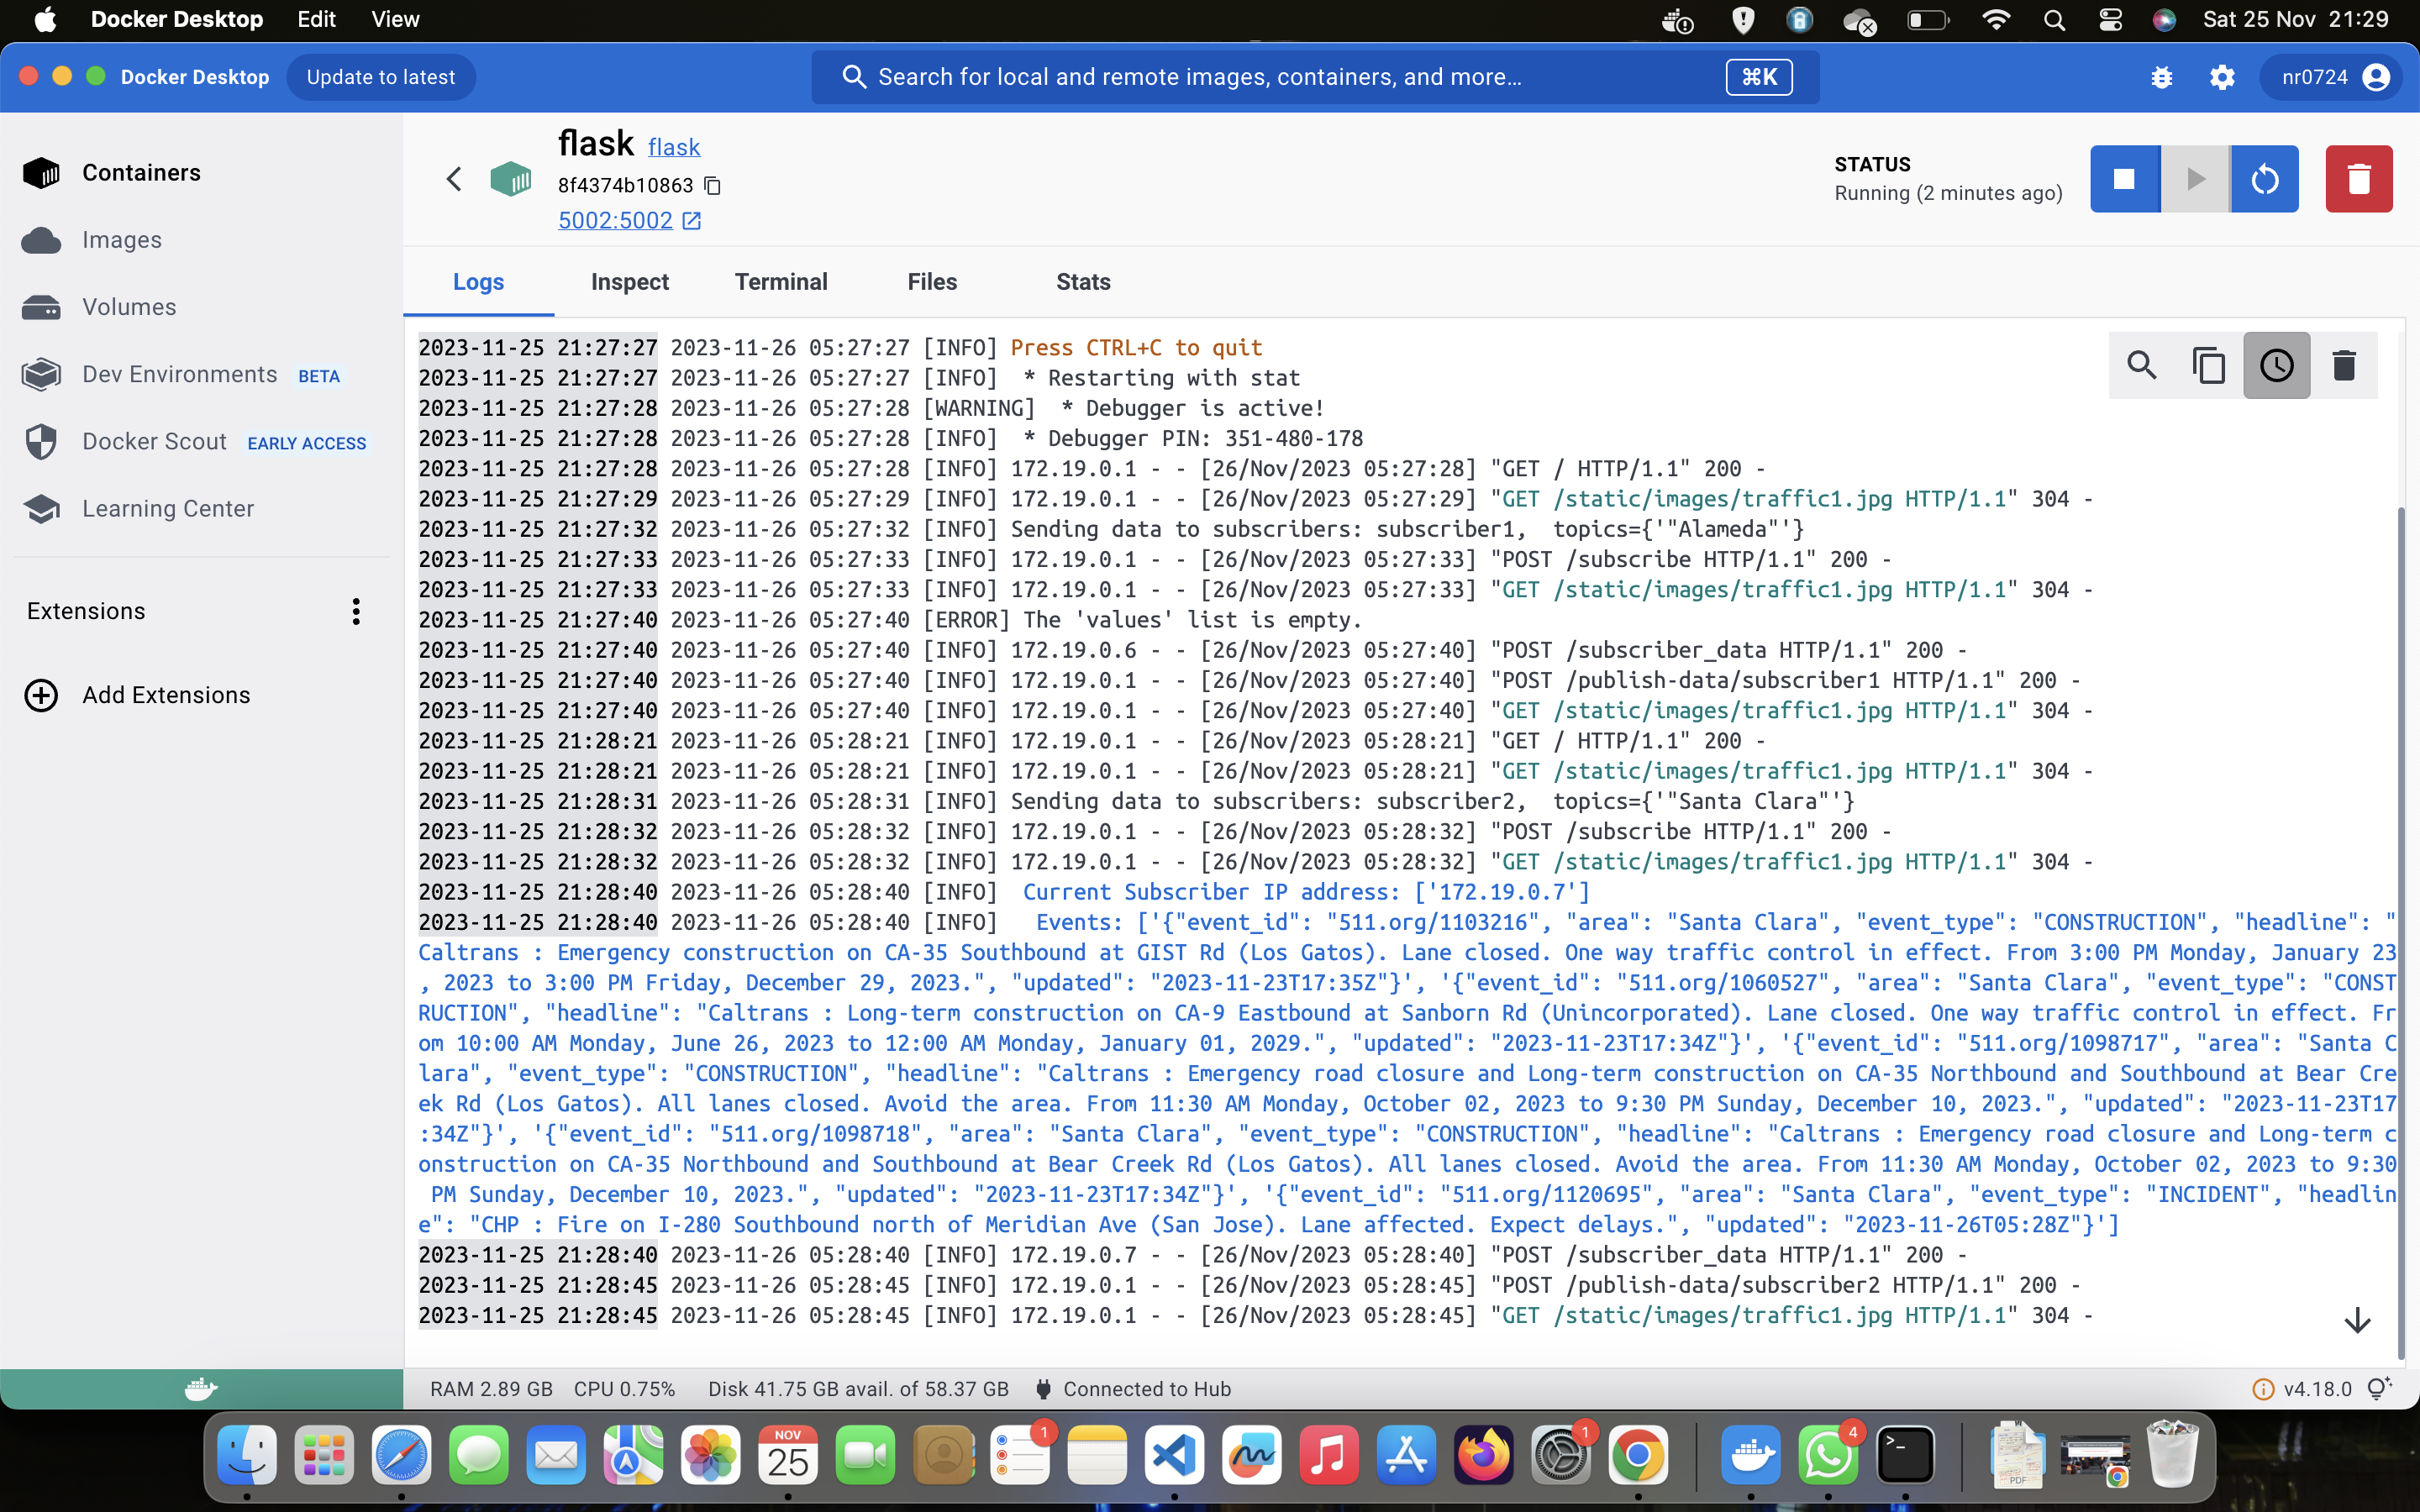 Docker Desktop Edit View Sat 25 Nov 21:29
Docker Desktop Update to latest Search for local and remote images, containers, and more... ⌘K nr0724
Containers
Images
Volumes
Dev Environments BETA
Docker Scout EARLY ACCESS
Learning Center
Extensions
Add Extensions
flask flask
8f4374b10863
5002:5002
STATUS
Running (2 minutes ago)
Logs Inspect Terminal Files Stats
2023-11-25 21:27:27 2023-11-26 05:27:27 [INFO] Press CTRL+C to quit
2023-11-25 21:27:27 2023-11-26 05:27:27 [INFO]  * Restarting with stat
2023-11-25 21:27:28 2023-11-26 05:27:28 [WARNING]  * Debugger is active!
2023-11-25 21:27:28 2023-11-26 05:27:28 [INFO]  * Debugger PIN: 351-480-178
2023-11-25 21:27:28 2023-11-26 05:27:28 [INFO] 172.19.0.1 - - [26/Nov/2023 05:27:28] "GET / HTTP/1.1" 200 -
2023-11-25 21:27:29 2023-11-26 05:27:29 [INFO] 172.19.0.1 - - [26/Nov/2023 05:27:29] "GET /static/images/traffic1.jpg HTTP/1.1" 304 -
2023-11-25 21:27:32 2023-11-26 05:27:32 [INFO] Sending data to subscribers: subscriber1,  topics={'"Alameda"'}
2023-11-25 21:27:33 2023-11-26 05:27:33 [INFO] 172.19.0.1 - - [26/Nov/2023 05:27:33] "POST /subscribe HTTP/1.1" 200 -
2023-11-25 21:27:33 2023-11-26 05:27:33 [INFO] 172.19.0.1 - - [26/Nov/2023 05:27:33] "GET /static/images/traffic1.jpg HTTP/1.1" 304 -
2023-11-25 21:27:40 2023-11-26 05:27:40 [ERROR] The 'values' list is empty.
2023-11-25 21:27:40 2023-11-26 05:27:40 [INFO] 172.19.0.6 - - [26/Nov/2023 05:27:40] "POST /subscriber_data HTTP/1.1" 200 -
2023-11-25 21:27:40 2023-11-26 05:27:40 [INFO] 172.19.0.1 - - [26/Nov/2023 05:27:40] "POST /publish-data/subscriber1 HTTP/1.1" 200 -
2023-11-25 21:27:40 2023-11-26 05:27:40 [INFO] 172.19.0.1 - - [26/Nov/2023 05:27:40] "GET /static/images/traffic1.jpg HTTP/1.1" 304 -
2023-11-25 21:28:21 2023-11-26 05:28:21 [INFO] 172.19.0.1 - - [26/Nov/2023 05:28:21] "GET / HTTP/1.1" 200 -
2023-11-25 21:28:21 2023-11-26 05:28:21 [INFO] 172.19.0.1 - - [26/Nov/2023 05:28:21] "GET /static/images/traffic1.jpg HTTP/1.1" 304 -
2023-11-25 21:28:31 2023-11-26 05:28:31 [INFO] Sending data to subscribers: subscriber2,  topics={'"Santa Clara"'}
2023-11-25 21:28:32 2023-11-26 05:28:32 [INFO] 172.19.0.1 - - [26/Nov/2023 05:28:32] "POST /subscribe HTTP/1.1" 200 -
2023-11-25 21:28:32 2023-11-26 05:28:32 [INFO] 172.19.0.1 - - [26/Nov/2023 05:28:32] "GET /static/images/traffic1.jpg HTTP/1.1" 304 -
2023-11-25 21:28:40 2023-11-26 05:28:40 [INFO]  Current Subscriber IP address: ['172.19.0.7']
2023-11-25 21:28:40 2023-11-26 05:28:40 [INFO]   Events: ['{"event_id": "511.org/1103216", "area": "Santa Clara", "event_type": "CONSTRUCTION", "headline": "
Caltrans : Emergency construction on CA-35 Southbound at GIST Rd (Los Gatos). Lane closed. One way traffic control in effect. From 3:00 PM Monday, January 23
, 2023 to 3:00 PM Friday, December 29, 2023.", "updated": "2023-11-23T17:35Z"}', '{"event_id": "511.org/1060527", "area": "Santa Clara", "event_type": "CONST
RUCTION", "headline": "Caltrans : Long-term construction on CA-9 Eastbound at Sanborn Rd (Unincorporated). Lane closed. One way traffic control in effect. Fr
om 10:00 AM Monday, June 26, 2023 to 12:00 AM Monday, January 01, 2029.", "updated": "2023-11-23T17:34Z"}', '{"event_id": "511.org/1098717", "area": "Santa C
lara", "event_type": "CONSTRUCTION", "headline": "Caltrans : Emergency road closure and Long-term construction on CA-35 Northbound and Southbound at Bear Cre
ek Rd (Los Gatos). All lanes closed. Avoid the area. From 11:30 AM Monday, October 02, 2023 to 9:30 PM Sunday, December 10, 2023.", "updated": "2023-11-23T17
:34Z"}', '{"event_id": "511.org/1098718", "area": "Santa Clara", "event_type": "CONSTRUCTION", "headline": "Caltrans : Emergency road closure and Long-term c
onstruction on CA-35 Northbound and Southbound at Bear Creek Rd (Los Gatos). All lanes closed. Avoid the area. From 11:30 AM Monday, October 02, 2023 to 9:30
PM Sunday, December 10, 2023.", "updated": "2023-11-23T17:34Z"}', '{"event_id": "511.org/1120695", "area": "Santa Clara", "event_type": "INCIDENT", "headlin
e": "CHP : Fire on I-280 Southbound north of Meridian Ave (San Jose). Lane affected. Expect delays.", "updated": "2023-11-26T05:28Z"}']
2023-11-25 21:28:40 2023-11-26 05:28:40 [INFO] 172.19.0.7 - - [26/Nov/2023 05:28:40] "POST /subscriber_data HTTP/1.1" 200 -
2023-11-25 21:28:45 2023-11-26 05:28:45 [INFO] 172.19.0.1 - - [26/Nov/2023 05:28:45] "POST /publish-data/subscriber2 HTTP/1.1" 200 -
2023-11-25 21:28:45 2023-11-26 05:28:45 [INFO] 172.19.0.1 - - [26/Nov/2023 05:28:45] "GET /static/images/traffic1.jpg HTTP/1.1" 304 -
RAM 2.89 GB CPU 0.75% Disk 41.75 GB avail. of 58.37 GB Connected to Hub v4.18.0
NOV
25
1
1
4
PDF